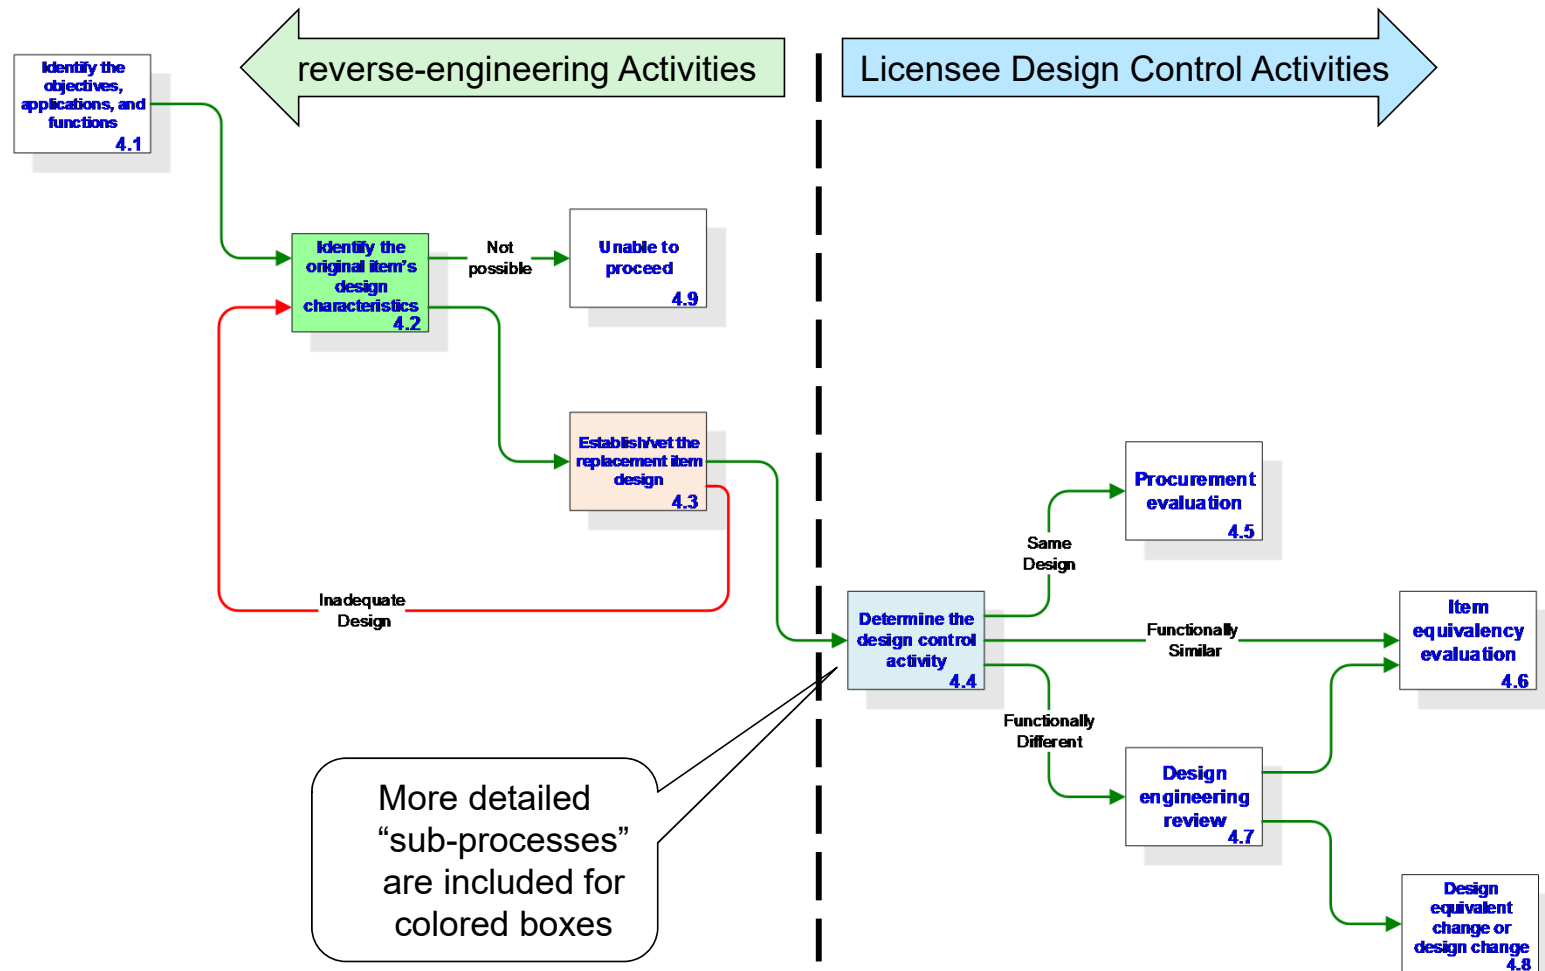 reverse-engineering Activities
Licensee Design Control Activities
Identify the
objectives,
applications, and
functions
4.1
Identify the
original item's
design
characteristics
4.2
Not
possible
Unable to
proceed
4.9
Establish/vet the
replacement item
design
4.3
Inadequate
Design
Determine the
design control
activity
4.4
Same
Design
Procurement
evaluation
4.5
Functionally
Similar
Item
equivalency
evaluation
4.6
Functionally
Different
Design
engineering
review
4.7
Design
equivalent
change or
design change
4.8
More detailed
“sub-processes”
are included for
colored boxes